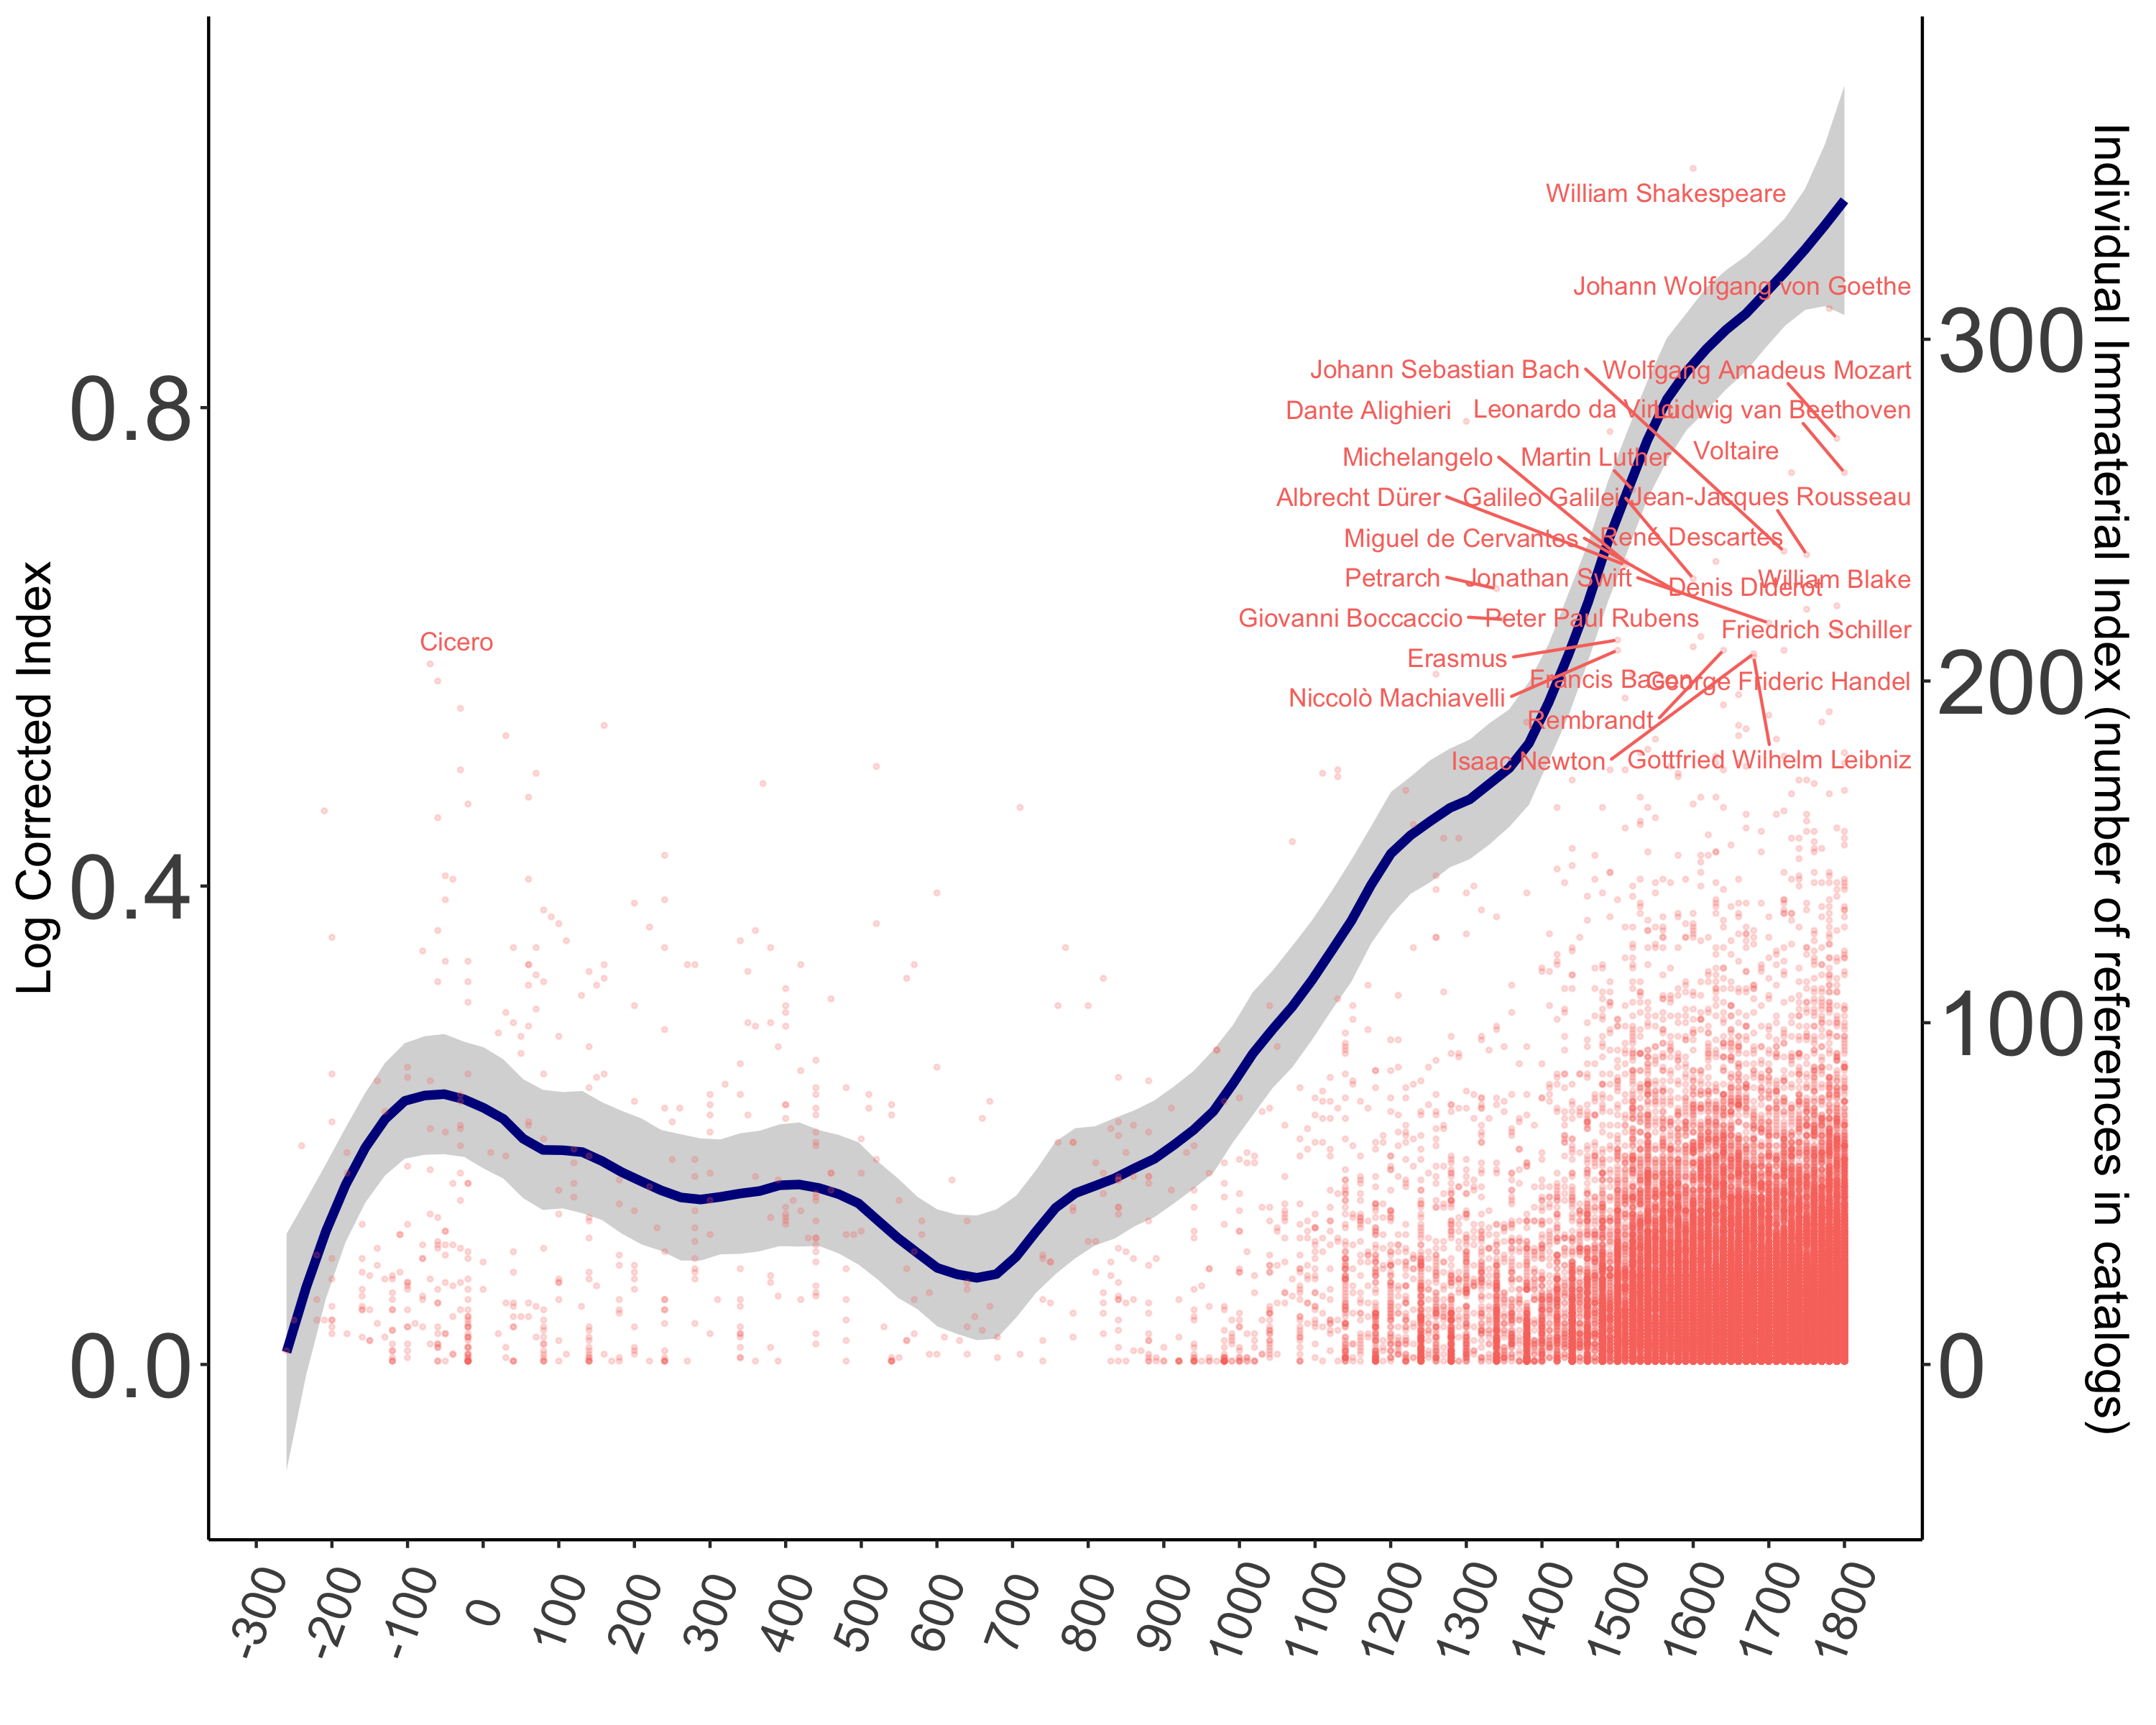 William Shakespeare
Johann Wolfgang von Goethe
300
Johann Sebastian Bach
Wolfgang Amadeus Mozart
0.8
Dante Alighieri
Leonardo da Vinci
Ludwig van Beethoven
Voltaire
Michelangelo
Martin Luther
Albrecht Dürer
Galileo Galilei
Jean-Jacques Rousseau
Miguel de Cervantes
René Descartes
Petrarch
Jonathan Swift
Denis Diderot
William Blake
Giovanni Boccaccio
Peter Paul Rubens
Friedrich Schiller
Cicero
Erasmus
Francis Bacon
George Frideric Handel
200
Niccolò Machiavelli
Rembrandt
Isaac Newton
Gottfried Wilhelm Leibniz
Log Corrected Index
Individual Immaterial Index (number of references in catalogs)
0.4
100
0.0
0
-300
-200
-100
0
100
200
300
400
500
600
700
800
900
1000
1100
1200
1300
1400
1500
1600
1700
1800